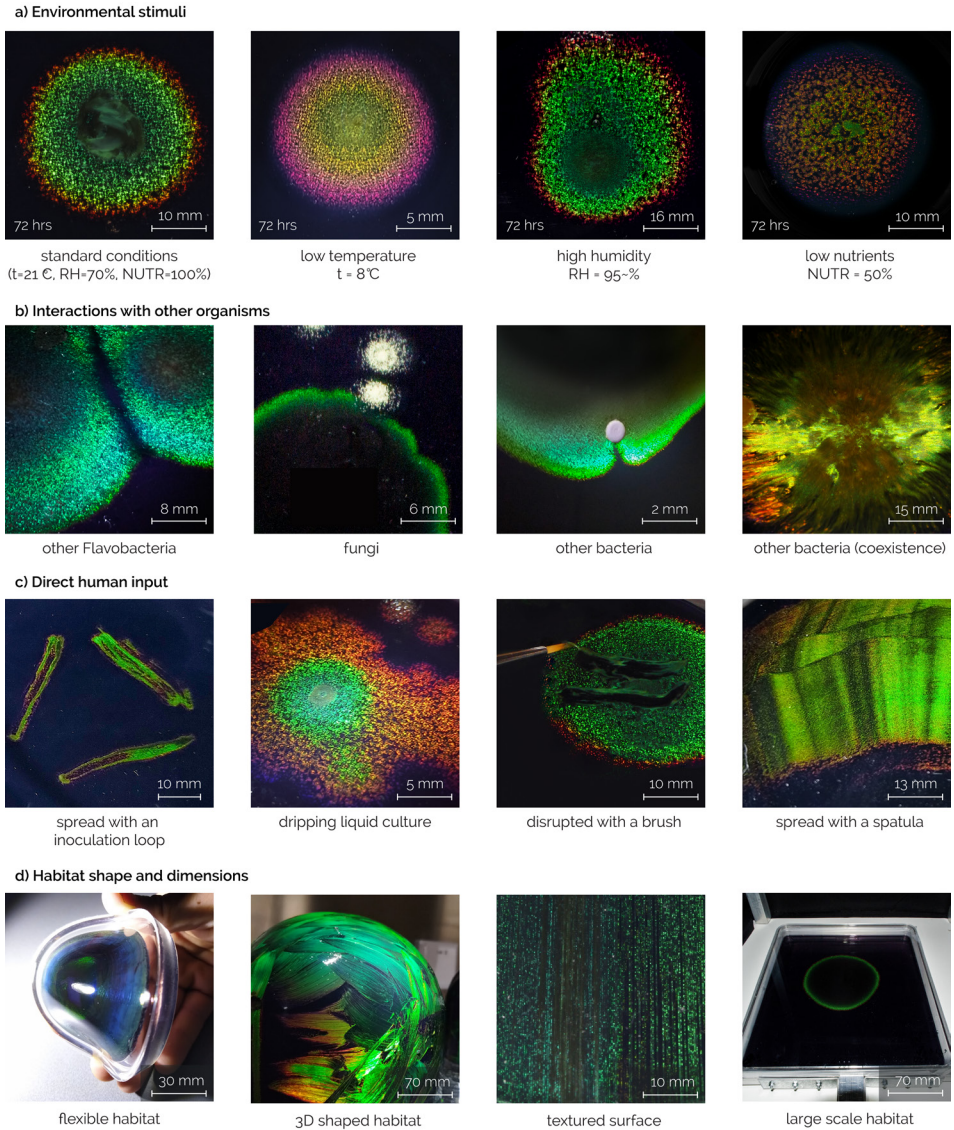 a) Environmental stimuli
72 hrs
10 mm
5 mm
72 hrs
16 mm
72 hrs
10 mm
standard conditions
(t=21 °C, RH=70%, NUTR=100%)
low temperature
t = 8°C
high humidity
RH = 95~%
low nutrients
NUTR = 50%
b) Interactions with other organisms
8 mm
6 mm
2 mm
15 mm
other Flavobacteria
fungi
other bacteria
other bacteria (coexistence)
c) Direct human input
10 mm
5 mm
10 mm
13 mm
spread with an
inoculation loop
dripping liquid culture
disrupted with a brush
spread with a spatula
d) Habitat shape and dimensions
30 mm
70 mm
10 mm
70 mm
flexible habitat
3D shaped habitat
textured surface
large scale habitat